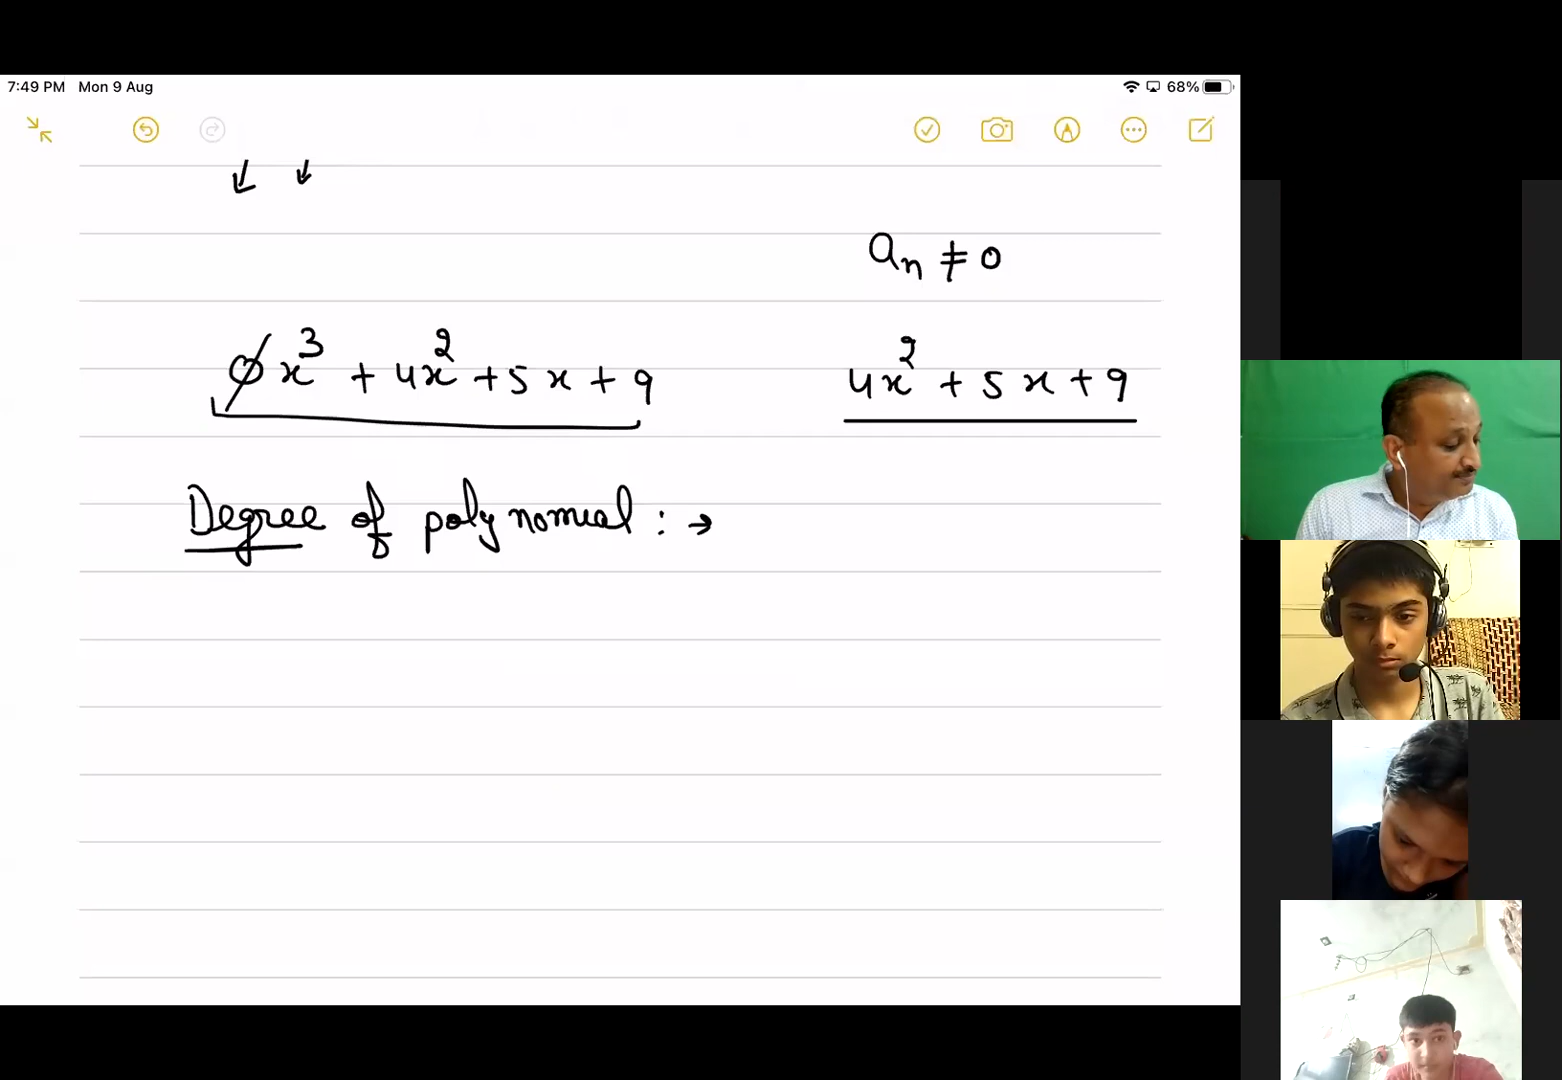 7:49 PM Mon 9 Aug 68%
aₙ ≠ 0
0x³ + 4x² + 5x + 9 4x² + 5x + 9
Degree of polynomial : →